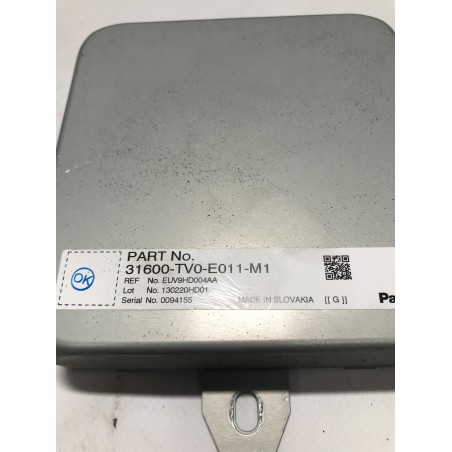 OK
PART No.
31600-TV0-E011-M1
REF No. EUV9HD004AA
Lot No. 130220HD01
Serial No. 0094155 MADE IN SLOVAKIA [[ G ]]
Pa